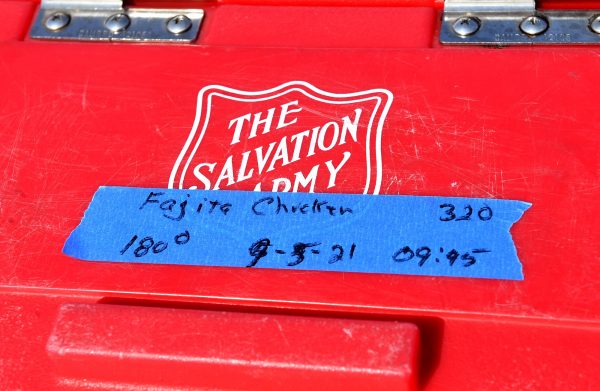 THE
SALVATION
ARMY
Fajita Chicken 320
180° 9-5-21 09:45